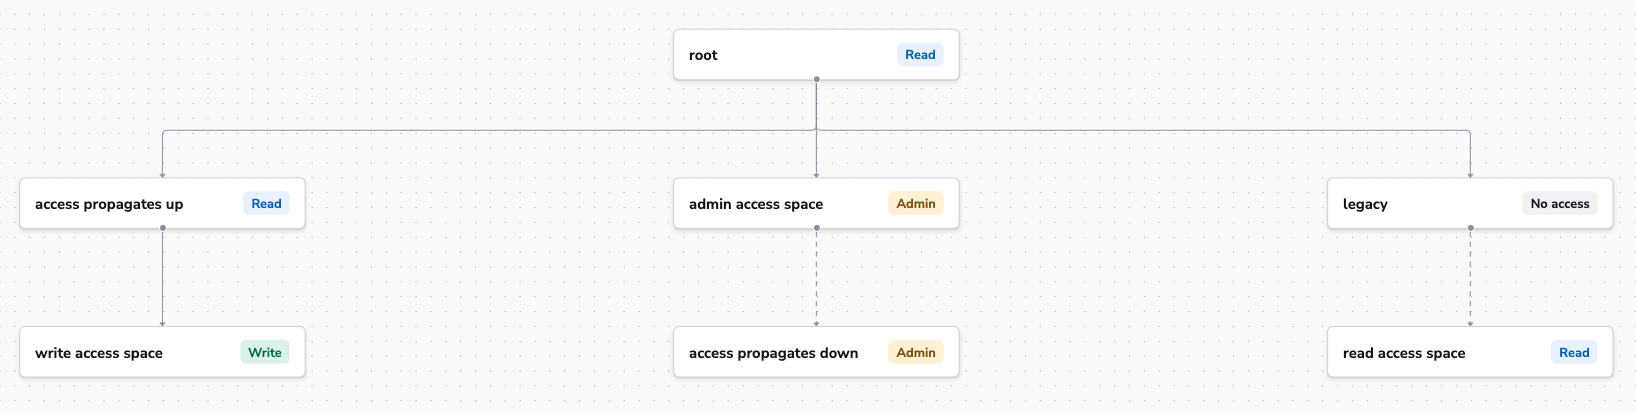 root Read
access propagates up Read
admin access space Admin
legacy No access
write access space Write
access propagates down Admin
read access space Read